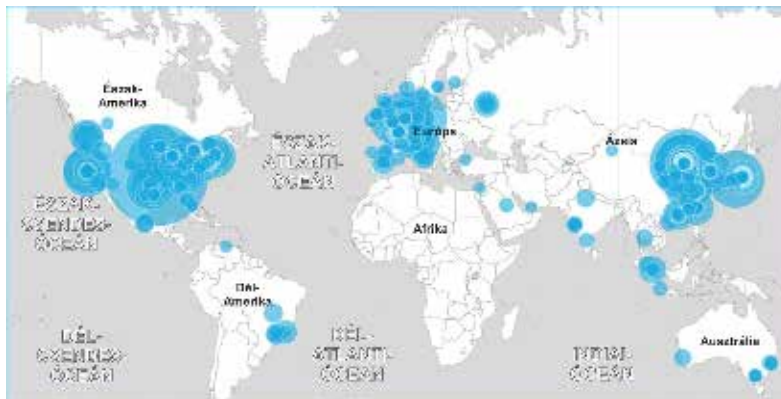 Észak-
Amerika
Európa
Ázsia
ÉSZAK-
ATLANTI-
ÓCEÁN
ÉSZAK-
CSENDES-
ÓCEÁN
Afrika
Dél-
Amerika
DÉL-
CSENDES-
ÓCEÁN
DÉL-
ATLANTI-
ÓCEÁN
INDIAI-
ÓCEÁN
Ausztrália